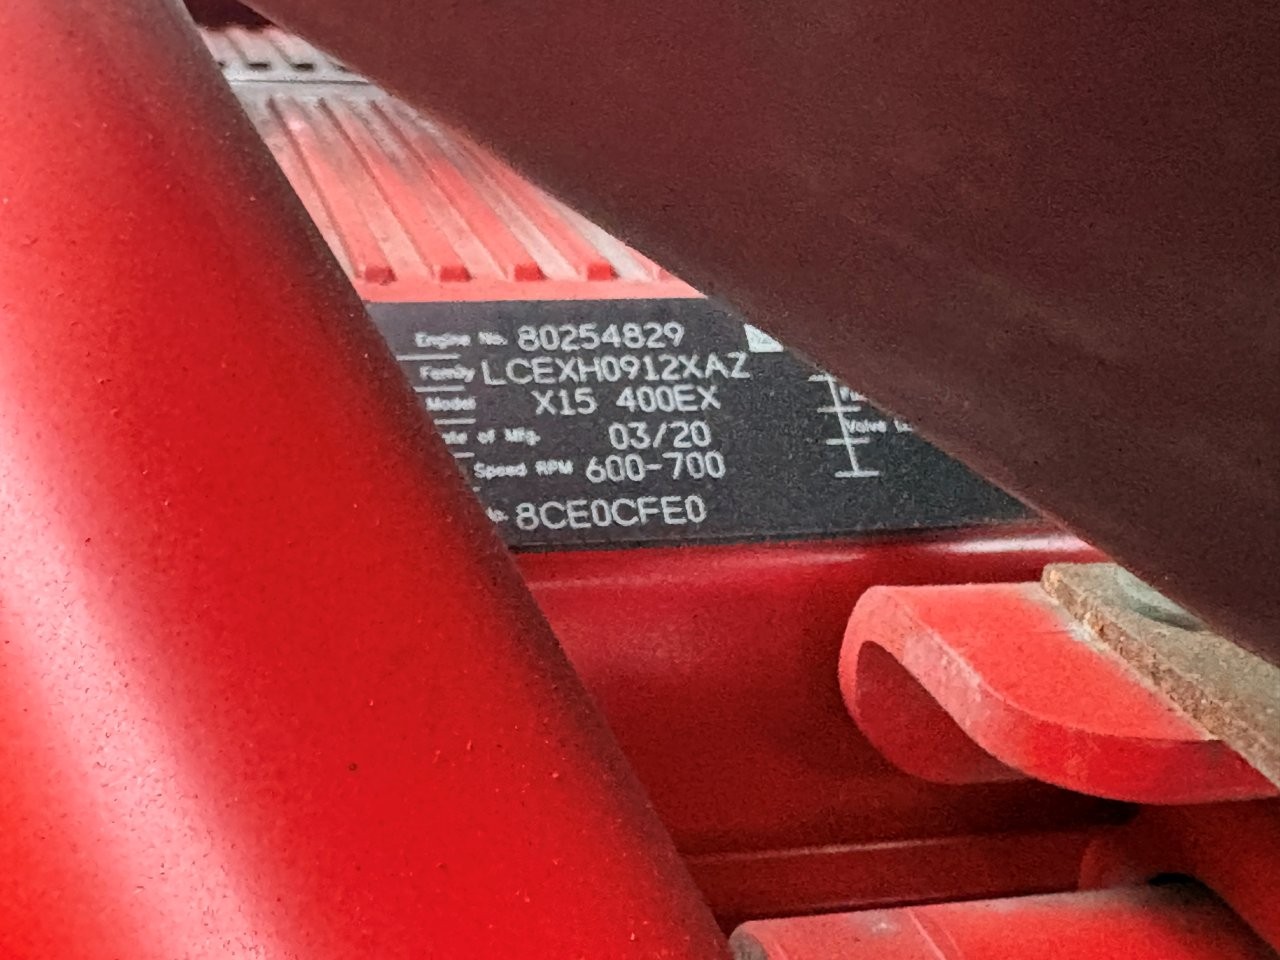 Engine No. 80254829
Family LCEXH0912XAZ
Model X15 400EX
of Mfg. 03/20
Speed RPM 600-700
8CE0CFE0
Valve